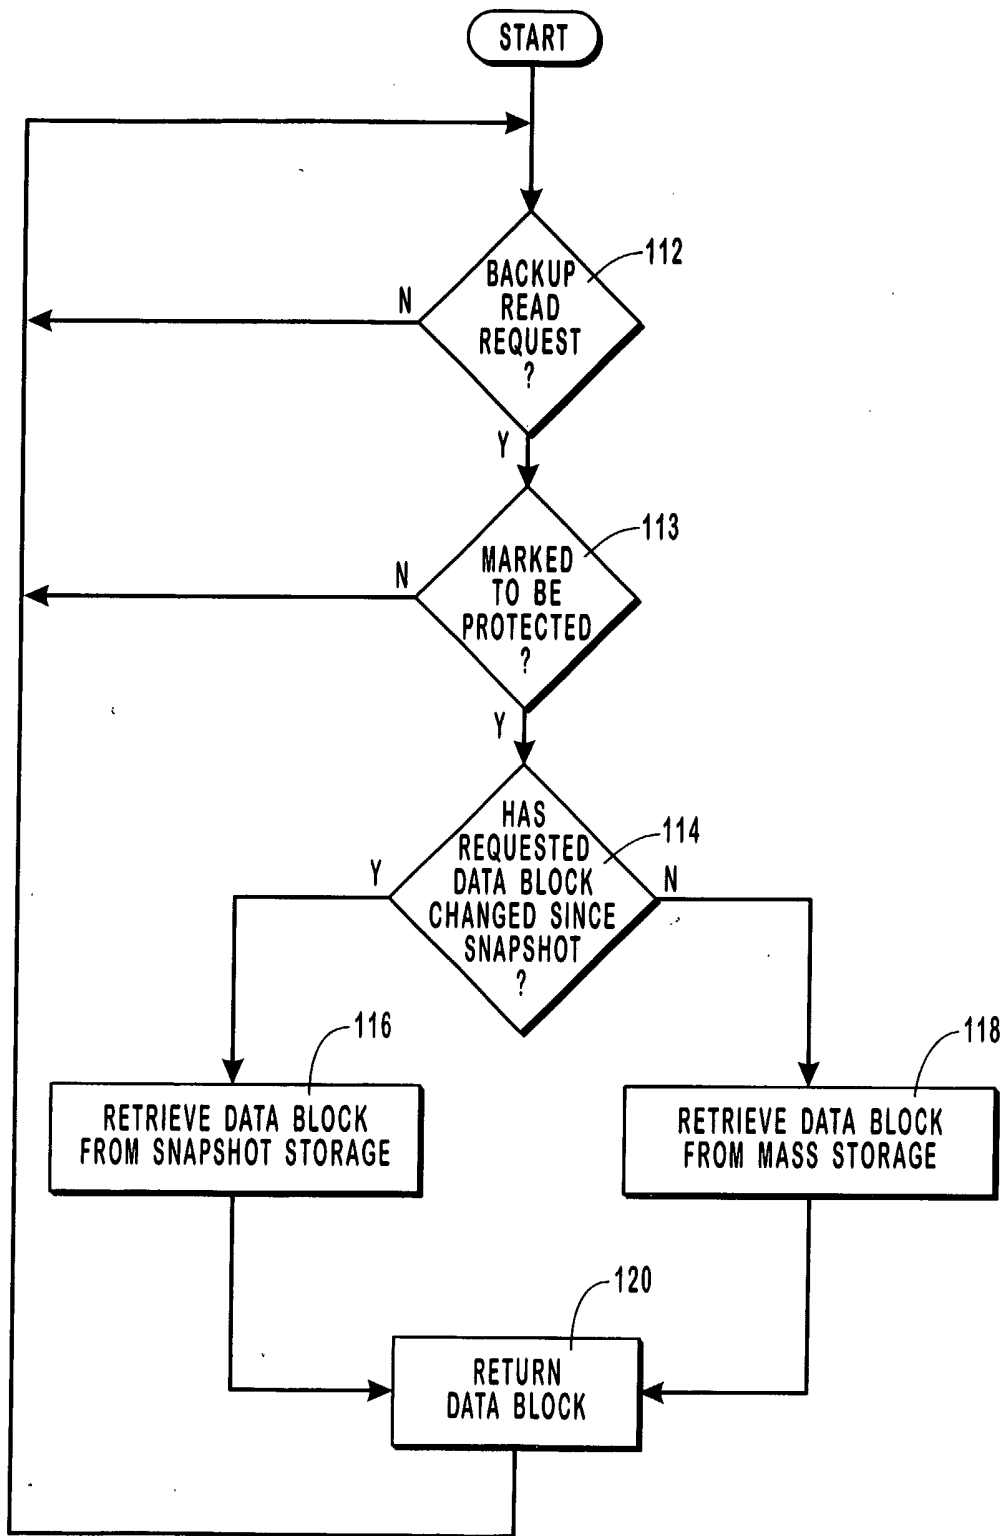 START
112
BACKUP
READ
REQUEST
?
N
Y
113
MARKED
TO BE
PROTECTED
?
N
Y
114
HAS
REQUESTED
DATA BLOCK
CHANGED SINCE
SNAPSHOT
?
Y
N
116
RETRIEVE DATA BLOCK
FROM SNAPSHOT STORAGE
118
RETRIEVE DATA BLOCK
FROM MASS STORAGE
120
RETURN
DATA BLOCK